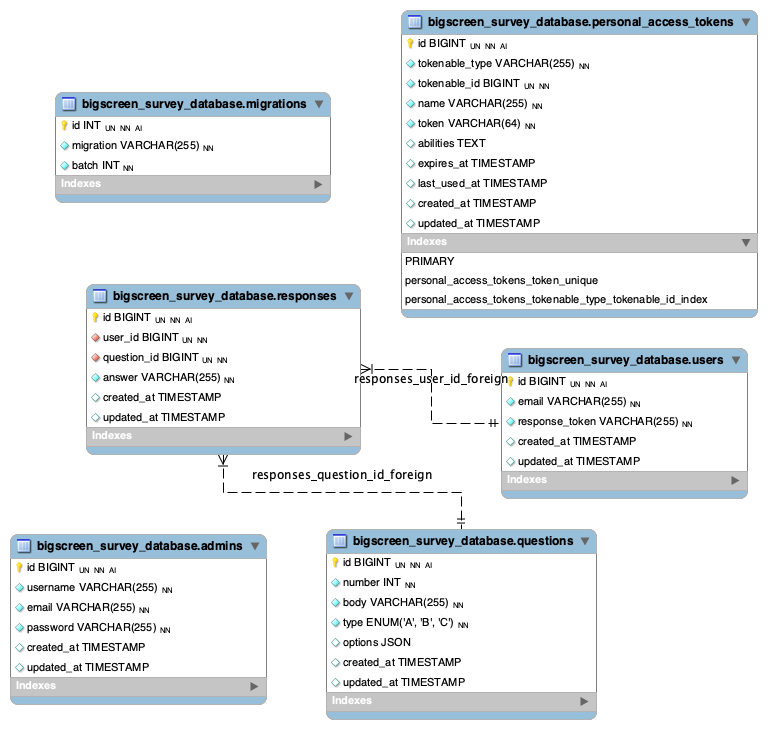 bigscreen_survey_database.personal_access_tokens
id BIGINT UN NN AI
tokenable_type VARCHAR(255) NN
tokenable_id BIGINT UN NN
name VARCHAR(255) NN
token VARCHAR(64) NN
abilities TEXT
expires_at TIMESTAMP
last_used_at TIMESTAMP
created_at TIMESTAMP
updated_at TIMESTAMP
Indexes
PRIMARY
personal_access_tokens_token_unique
personal_access_tokens_tokenable_type_tokenable_id_index
bigscreen_survey_database.migrations
id INT UN NN AI
migration VARCHAR(255) NN
batch INT NN
Indexes
bigscreen_survey_database.responses
id BIGINT UN NN AI
user_id BIGINT UN NN
question_id BIGINT UN NN
answer VARCHAR(255) NN
created_at TIMESTAMP
updated_at TIMESTAMP
Indexes
responses_user_id_foreign
bigscreen_survey_database.users
id BIGINT UN NN AI
email VARCHAR(255) NN
response_token VARCHAR(255) NN
created_at TIMESTAMP
updated_at TIMESTAMP
Indexes
responses_question_id_foreign
bigscreen_survey_database.admins
id BIGINT UN NN AI
username VARCHAR(255) NN
email VARCHAR(255) NN
password VARCHAR(255) NN
created_at TIMESTAMP
updated_at TIMESTAMP
Indexes
bigscreen_survey_database.questions
id BIGINT UN NN AI
number INT NN
body VARCHAR(255) NN
type ENUM('A', 'B', 'C') NN
options JSON
created_at TIMESTAMP
updated_at TIMESTAMP
Indexes